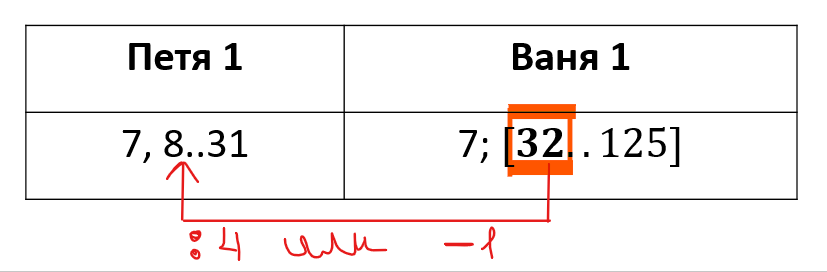 Петя 1 Ваня 1
7, 8..31 7; [32. . 125]
:4 или -1